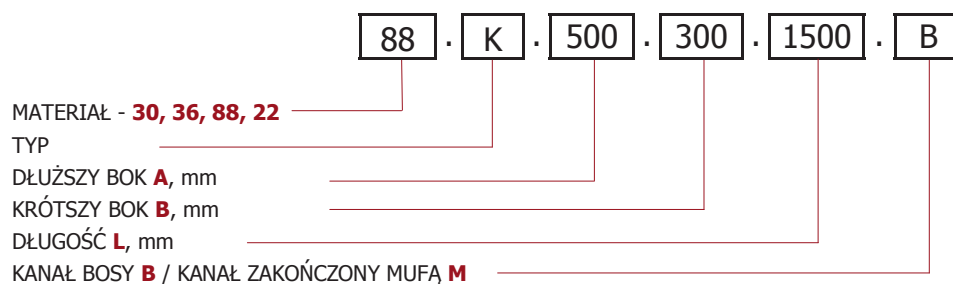 88 . K . 500 . 300 . 1500 . B
MATERIAŁ - 30, 36, 88, 22
TYP
DŁUŻSZY BOK A, mm
KRÓTSZY BOK B, mm
DŁUGOŚĆ L, mm
KANAŁ BOSY B / KANAŁ ZAKOŃCZONY MUFĄ M